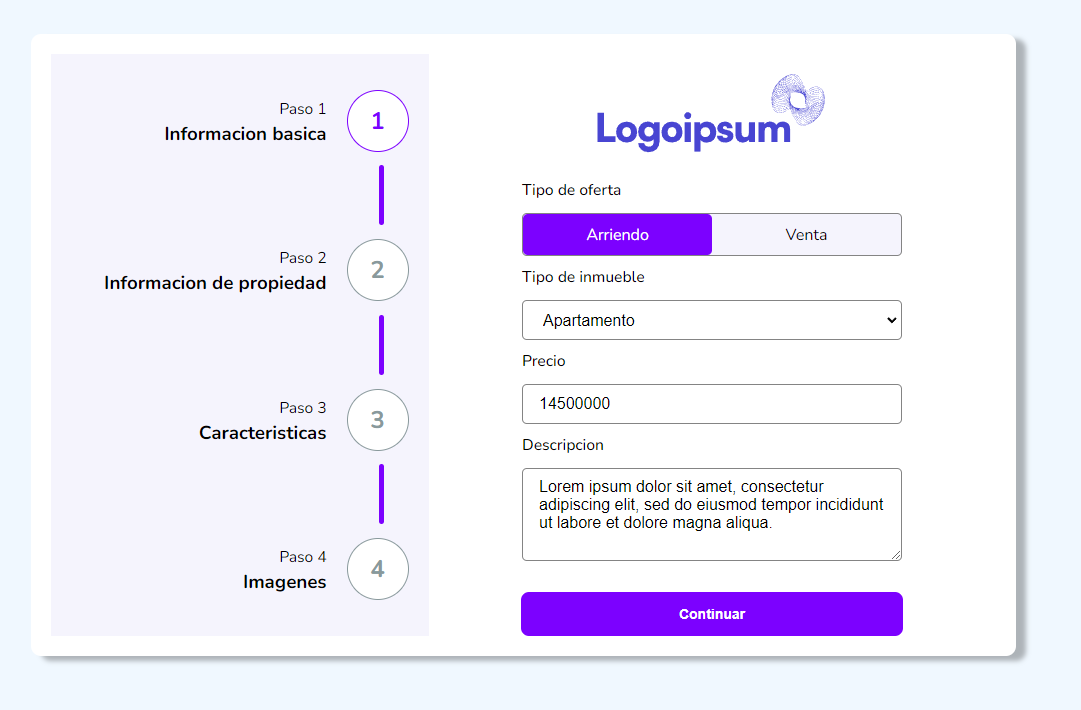 Paso 1
Informacion basica
1
Paso 2
Informacion de propiedad
2
Paso 3
Caracteristicas
3
Paso 4
Imagenes
4
Logoipsum
Tipo de oferta
Arriendo
Venta
Tipo de inmueble
Apartamento
Precio
14500000
Descripcion
Lorem ipsum dolor sit amet, consectetur
adipiscing elit, sed do eiusmod tempor incididunt
ut labore et dolore magna aliqua.
Continuar